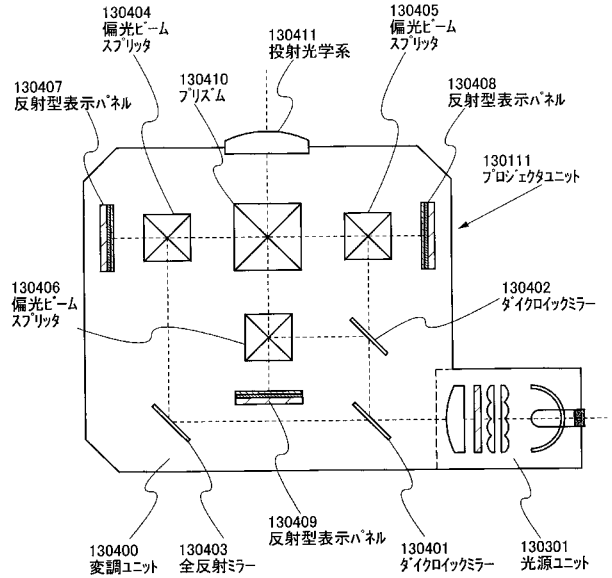 130404
偏光ビーム
スプリッタ
130411
投射光学系
130405
偏光ビーム
スプリッタ
130407
反射型表示パネル
130410
プリズム
130408
反射型表示パネル
130111
プロジェクタユニット
130406
偏光ビーム
スプリッタ
130402
ダイクロイックミラー
130400
変調ユニット
130403
全反射ミラー
130409
反射型表示パネル
130401
ダイクロイックミラー
130301
光源ユニット